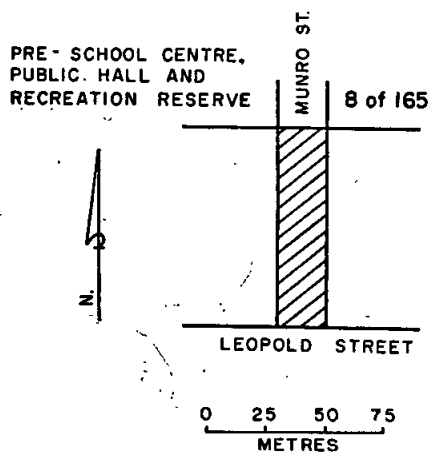 PRE-SCHOOL CENTRE,
PUBLIC. HALL AND
RECREATION RESERVE
MUNRO ST.
8 of 165
N.
LEOPOLD STREET
0 25 50 75
METRES